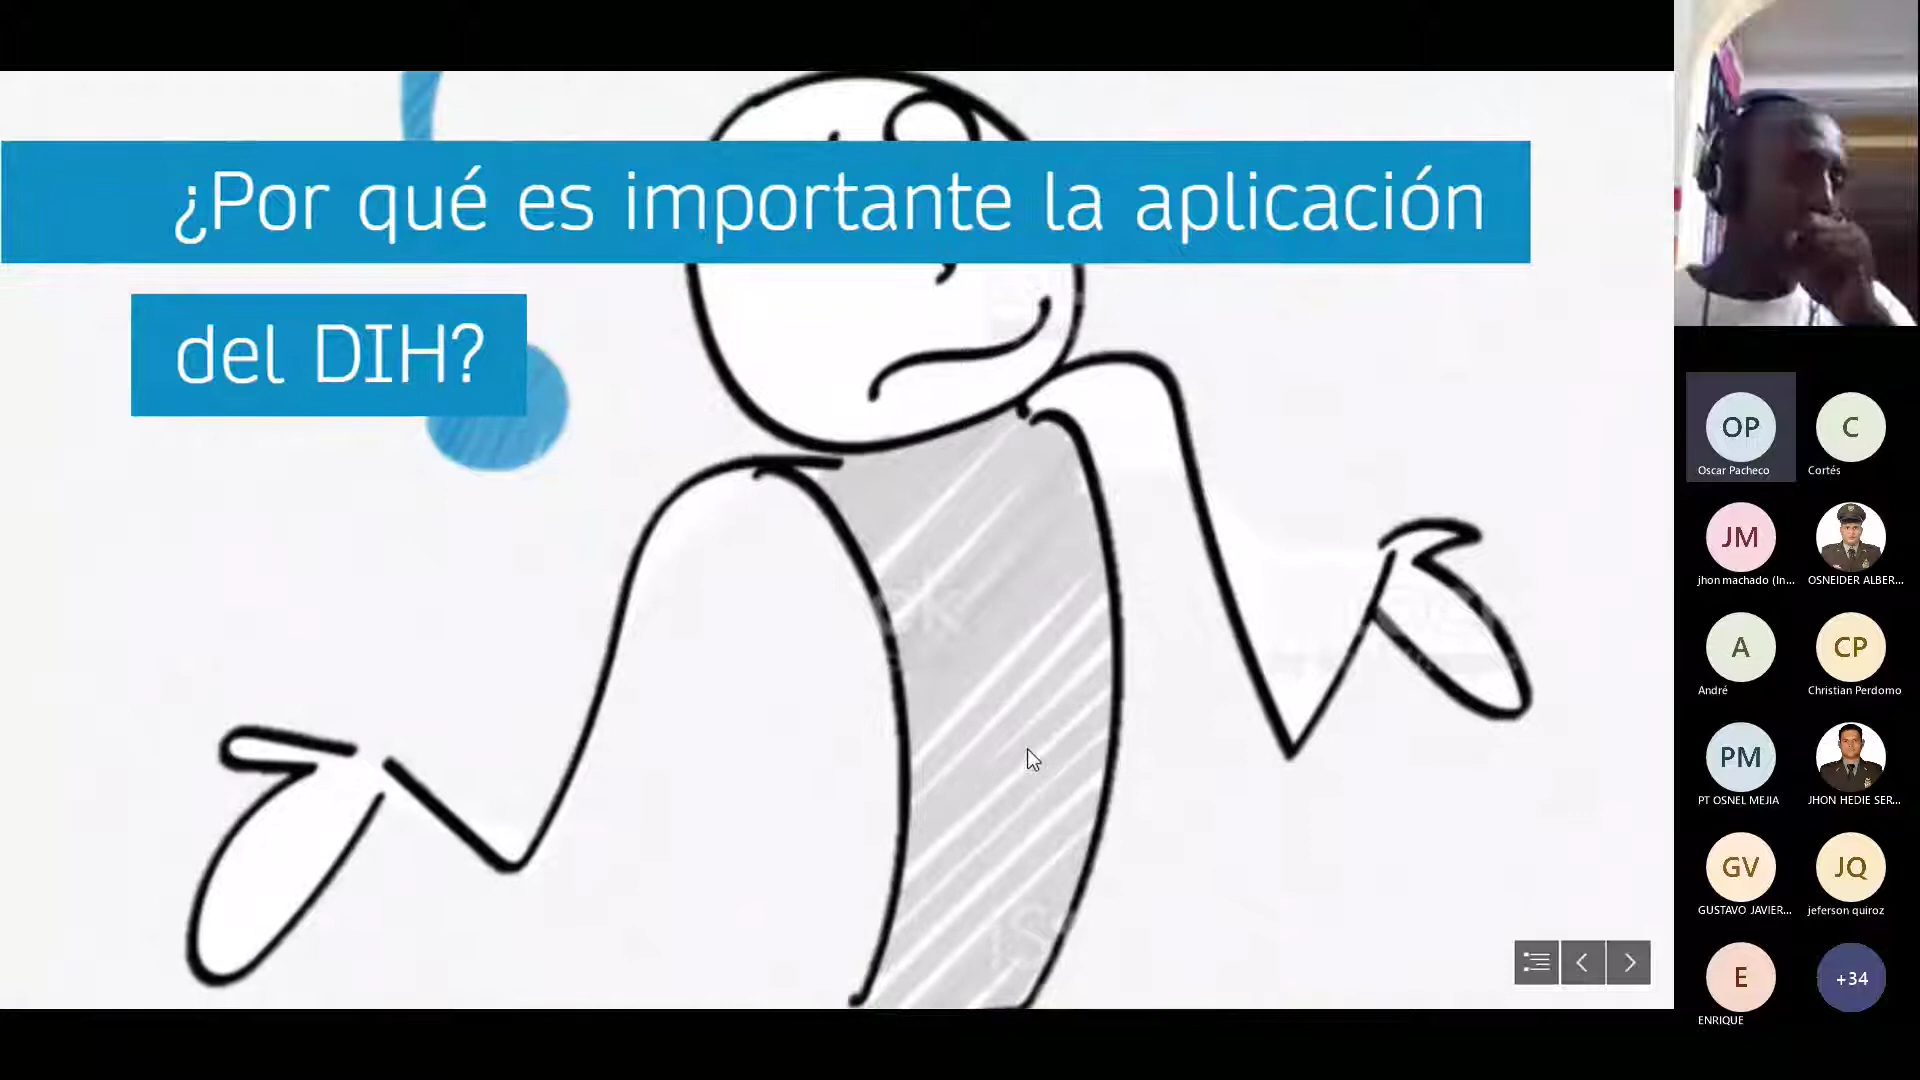 ¿Por qué es importante la aplicación
del DIH?
OP
Oscar Pacheco
C
Cortés
JM
jhon machado (In...
OSNEIDER ALBER...
A
André
CP
Christian Perdomo
PM
PT OSNEL MEJIA
JHON HEDIE SER...
GV
GUSTAVO JAVIER...
JQ
jeferson quiroz
E
ENRIQUE
+34